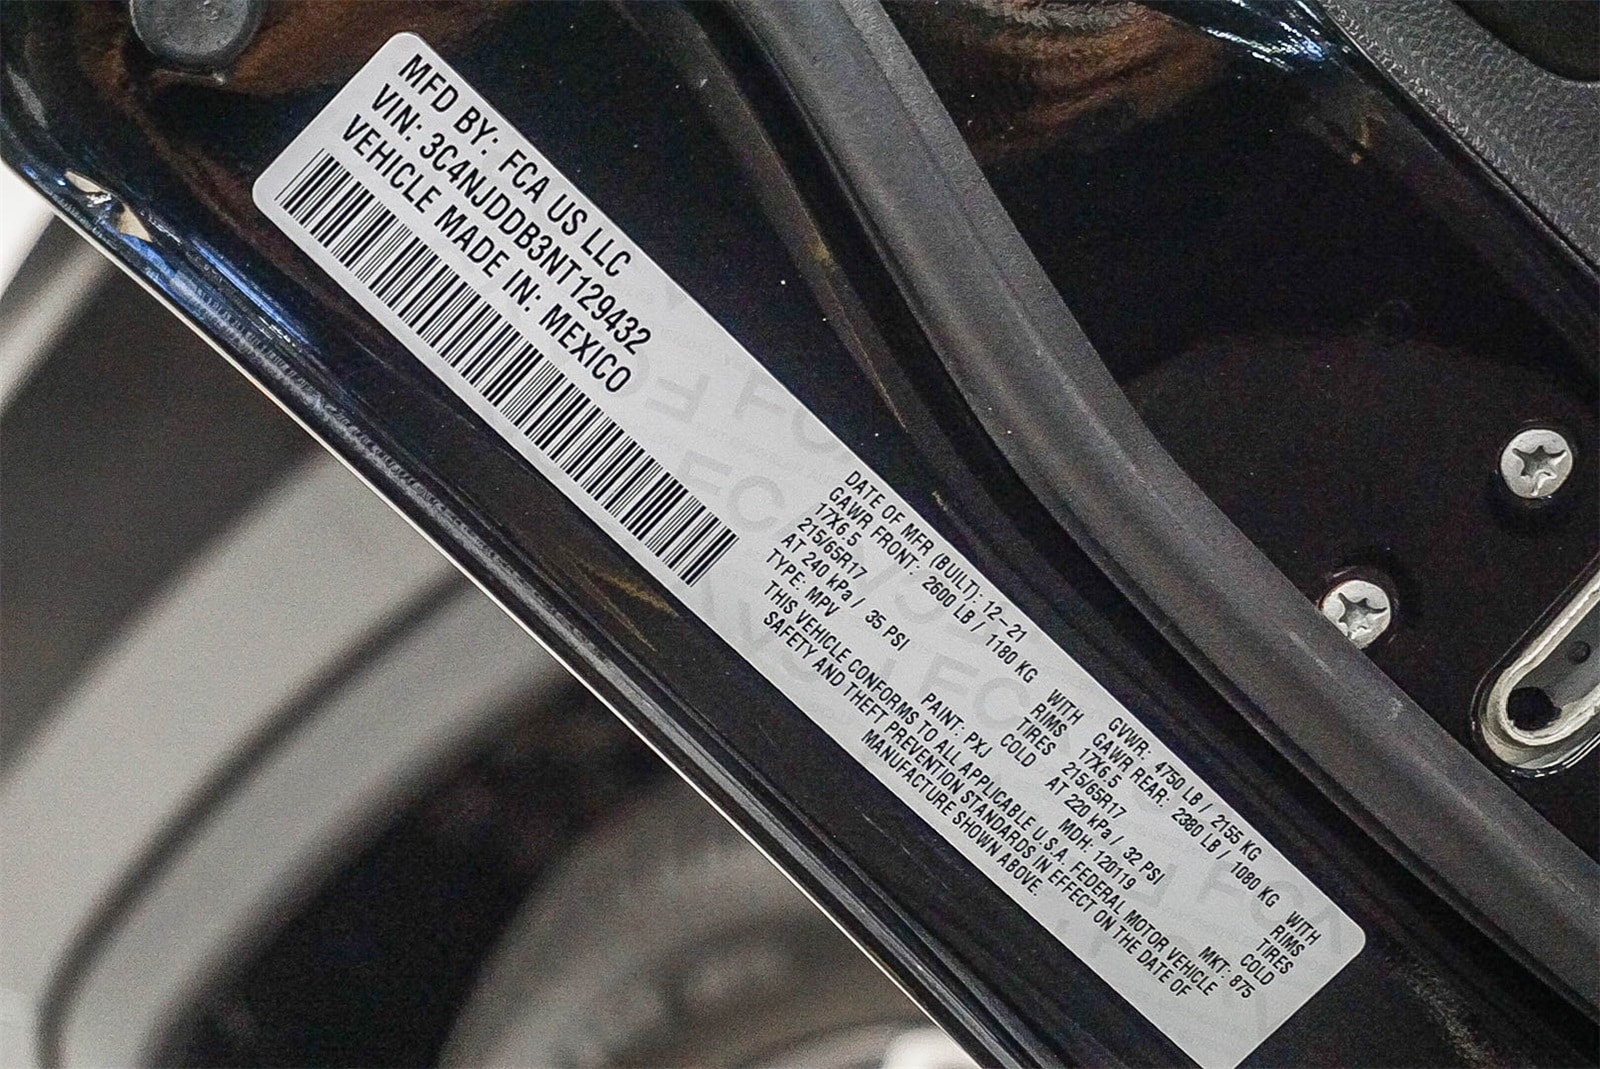 MFD BY: FCA US LLC
VIN: 3C4NJDDB3NT129432
VEHICLE MADE IN: MEXICO
DATE OF MFR (BUILT): 12-21 GVWR: 4750 LB / 2155 KG
GAWR FRONT: 2600 LB / 1180 KG WITH GAWR REAR: 2380 LB / 1080 KG WITH
17X6.5 RIMS 17X6.5 RIMS
215/65R17 TIRES 215/65R17 TIRES
AT 240 kPa / 35 PSI COLD AT 220 kPa / 32 PSI COLD
TYPE: MPV PAINT: PXJ MDH: 120119 MKT: 875
THIS VEHICLE CONFORMS TO ALL APPLICABLE U.S.A. FEDERAL MOTOR VEHICLE
SAFETY AND THEFT PREVENTION STANDARDS IN EFFECT ON THE DATE OF
MANUFACTURE SHOWN ABOVE.